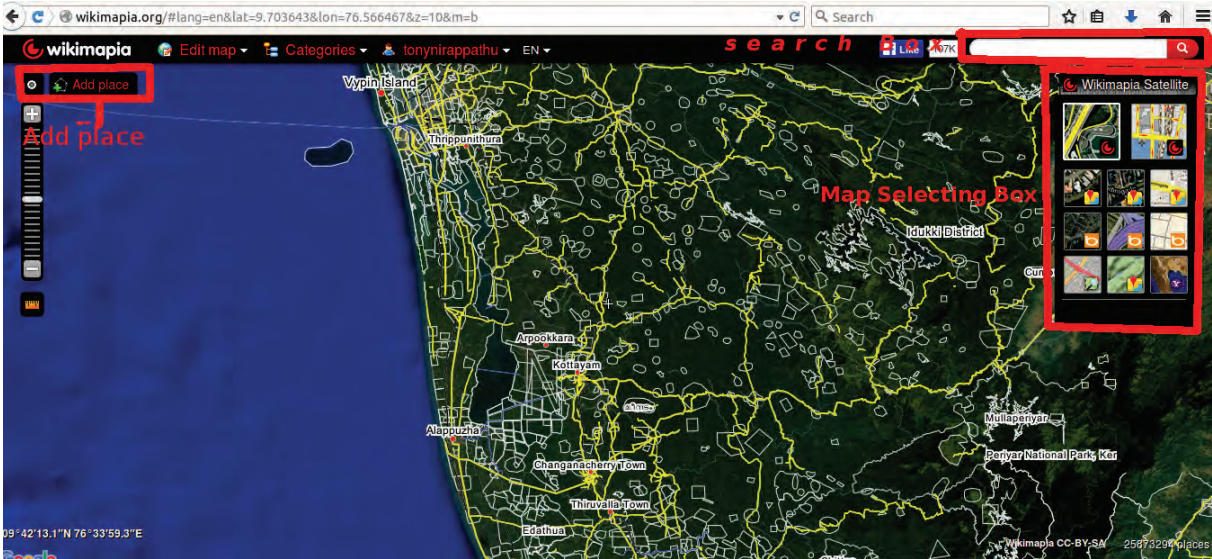 wikimapia.org/#lang=en&lat=9.703643&lon=76.566467&z=10&m=b
Search
wikimapia
Edit map
Categories
tonynirappathu
EN
search Box
Like
Add place
Wikimapia Satellite
Add place
Vypin Island
Thrippunithura
Map Selecting Box
Idukki District
Arpookkara
Kottayam
Alappuzha
Mullaperiyar
Changanacherry Town
Periyar National Park, Ker
Thiruvalla Town
Edathua
09°42'13.1"N 76°33'59.3"E
Google
Wikimapia CC-BY-SA
25873294 places